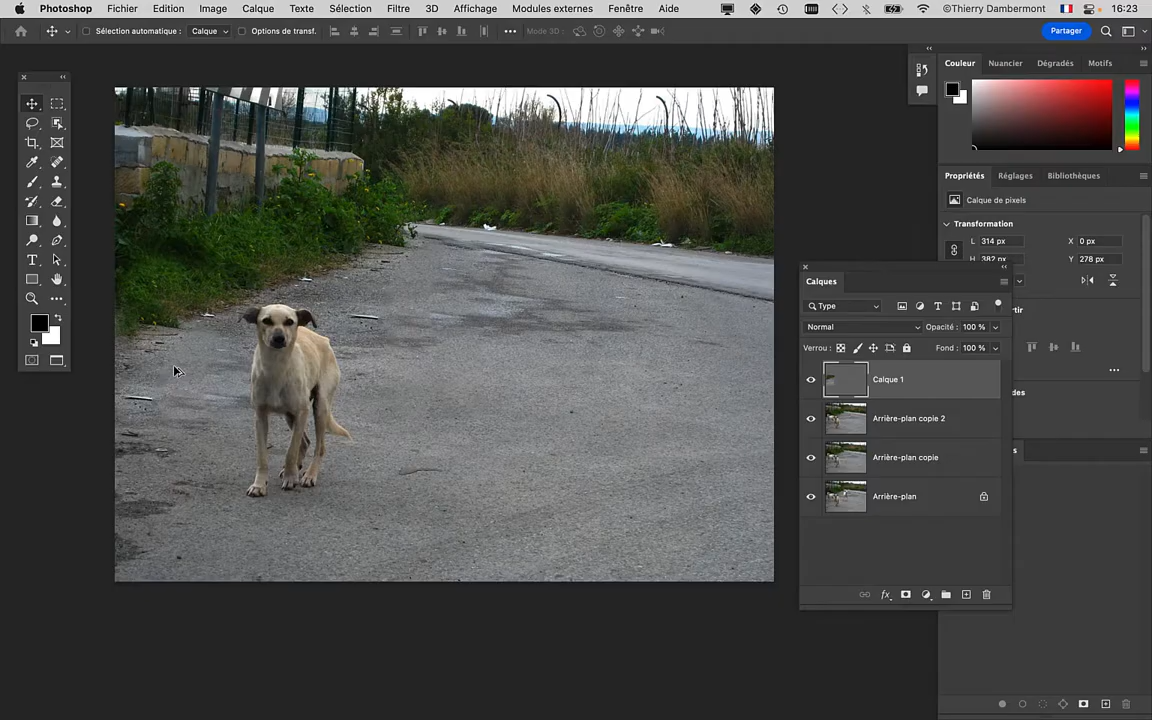 Photoshop Fichier Edition Image Calque Texte Sélection Filtre 3D Affichage Modules externes Fenêtre Aide ©Thierry Dambermont 16:23
Sélection automatique : Calque Options de transf. Mode 3D : Partager
Couleur Nuancier Dégradés Motifs
Propriétés Réglages Bibliothèques
Calque de pixels
Transformation
L 314 px X 0 px
H 382 px Y 278 px
Calques
Type
Normal Opacité : 100 %
Verrou : Fond : 100 %
Calque 1
Arrière-plan copie 2
Arrière-plan copie
Arrière-plan
fx